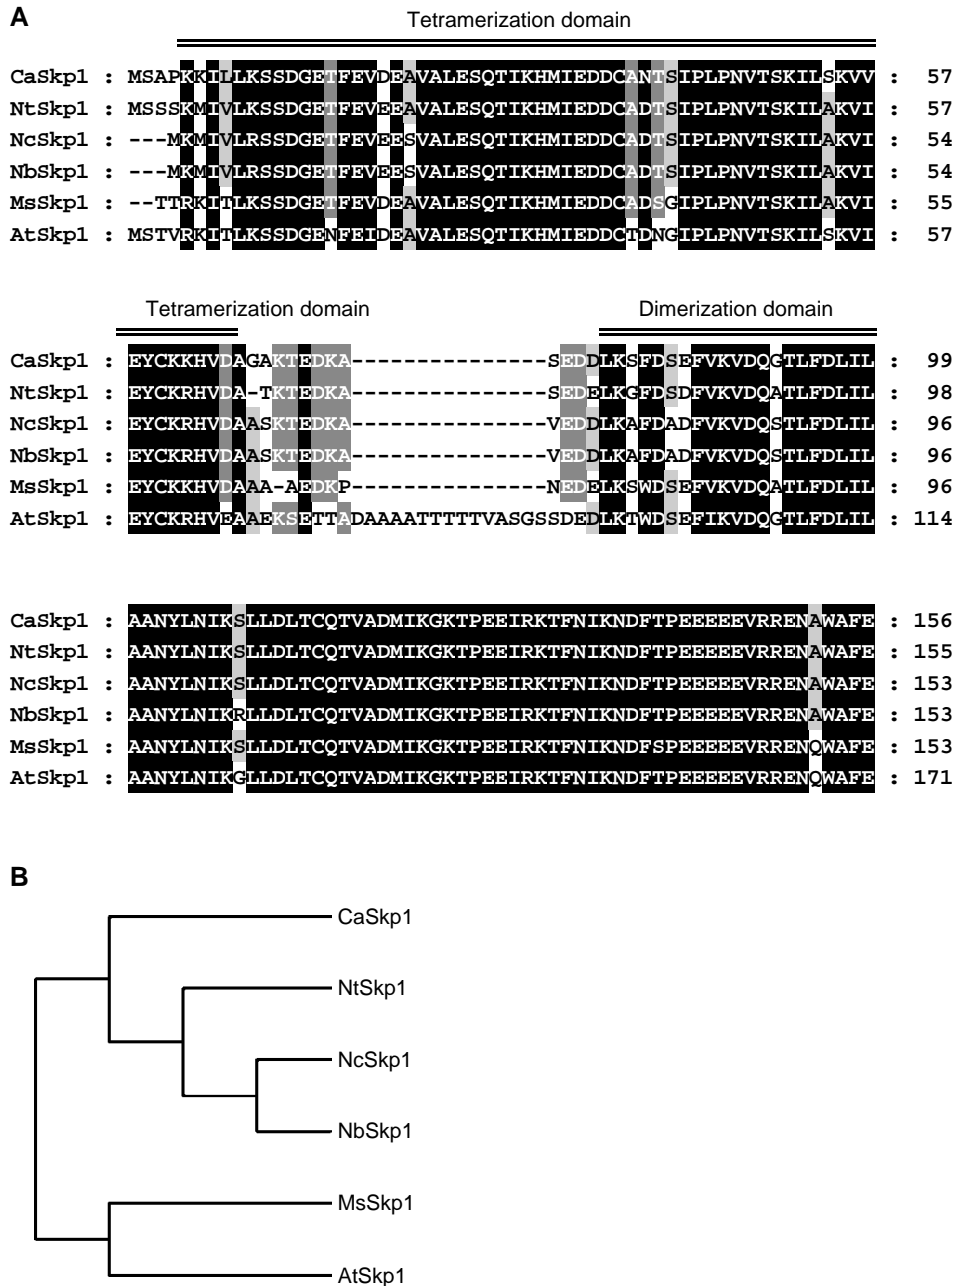 A
Tetramerization domain
CaSkp1 : MSAPKKILLKSSDGETFEVDEAVALESQTIKHMIEDDCANTSIPLPNVTSKILSKVV : 57
NtSkp1 : MSSSKMIVLKSSDGETFEVEEAVALESQTIKHMIEDDCADTSIPLPNVTSKILAKVI : 57
NcSkp1 : ---MKMIVLRSSDGETFEVEESVALESQTIKHMIEDDCADTSIPLPNVTSKILAKVI : 54
NbSkp1 : ---MKMIVLRSSDGETFEVEESVALESQTIKHMIEDDCADTSIPLPNVTSKILAKVI : 54
MsSkp1 : --TTRKITLKSSDGETFEVDEAVALESQTIKHMIEDDCADSGIPLPNVTSKILAKVI : 55
AtSkp1 : MSTVRKITLKSSDGENFEIDEAVALESQTIKHMIEDDCTDNGIPLPNVTSKILSKVI : 57
Tetramerization domain Dimerization domain
CaSkp1 : EYCKKHVDAGAKTEDKA---------------SEDDLKSFDSEFVKVDQGTLFDLIL : 99
NtSkp1 : EYCKRHVDA-TKTEDKA---------------SEDELKGFDSDFVKVDQATLFDLIL : 98
NcSkp1 : EYCKRHVDAASKTEDKA---------------VEDDLKAFDADFVKVDQSTLFDLIL : 96
NbSkp1 : EYCKRHVDAASKTEDKA---------------VEDDLKAFDADFVKVDQSTLFDLIL : 96
MsSkp1 : EYCKKHVDAAA-AEDKP---------------NEDELKSWDSEFVKVDQATLFDLIL : 96
AtSkp1 : EYCKRHVEAAEKSETTADAAAATTTTTVASGSSDEDLKTWDSEFIKVDQGTLFDLIL : 114
CaSkp1 : AANYLNIKSLLDLTCQTVADMIKGKTPEEIRKTFNIKNDFTPEEEEEVRRENAWAFE : 156
NtSkp1 : AANYLNIKSLLDLTCQTVADMIKGKTPEEIRKTFNIKNDFTPEEEEEVRRENAWAFE : 155
NcSkp1 : AANYLNIKSLLDLTCQTVADMIKGKTPEEIRKTFNIKNDFTPEEEEEVRRENAWAFE : 153
NbSkp1 : AANYLNIKRLLDLTCQTVADMIKGKTPEEIRKTFNIKNDFTPEEEEEVRRENAWAFE : 153
MsSkp1 : AANYLNIKSLLDLTCQTVADMIKGKTPEEIRKTFNIKNDFSPEEEEEVRRENQWAFE : 153
AtSkp1 : AANYLNIKGLLDLTCQTVADMIKGKTPEEIRKTFNIKNDFTPEEEEEVRRENQWAFE : 171
B
CaSkp1
NtSkp1
NcSkp1
NbSkp1
MsSkp1
AtSkp1